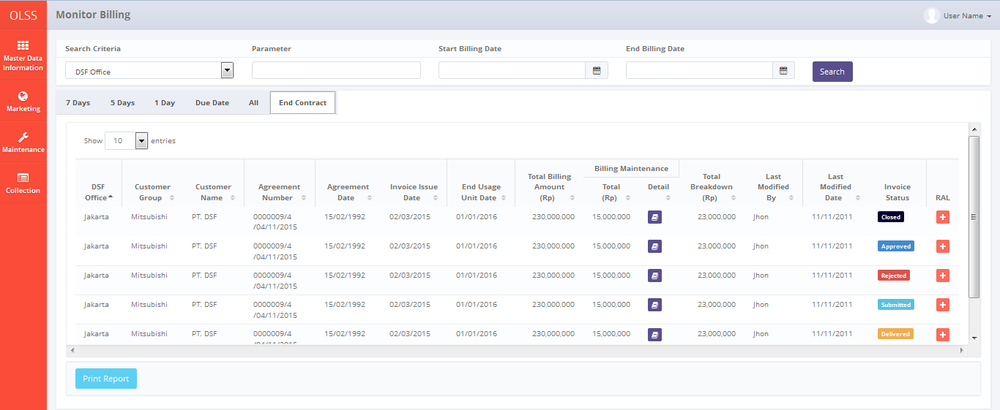 OLSS
Monitor Billing
User Name
Master Data
Information
Marketing
Maintenance
Collection
Search Criteria Parameter Start Billing Date End Billing Date
DSF Office Search
7 Days 5 Days 1 Day Due Date All End Contract
Show 10 entries
Billing Maintenance
DSF
Office
Customer
Group
Customer
Name
Agreement
Number
Agreement
Date
Invoice Issue
Date
End Usage
Unit Date
Total Billing
Amount
(Rp)
Total
(Rp)
Detail
Total
Breakdown
(Rp)
Last
Modified
By
Last
Modified
Date
Invoice
Status
RAL
Jakarta Mitsubishi PT. DSF 0000009/4 15/02/1992 02/03/2015 01/01/2016 230,000,000 15,000,000 23,000,000 Jhon 11/11/2011 Closed
/04/11/2015
Jakarta Mitsubishi PT. DSF 0000009/4 15/02/1992 02/03/2015 01/01/2016 230,000,000 15,000,000 23,000,000 Jhon 11/11/2011 Approved
/04/11/2015
Jakarta Mitsubishi PT. DSF 0000009/4 15/02/1992 02/03/2015 01/01/2016 230,000,000 15,000,000 23,000,000 Jhon 11/11/2011 Rejected
/04/11/2015
Jakarta Mitsubishi PT. DSF 0000009/4 15/02/1992 02/03/2015 01/01/2016 230,000,000 15,000,000 23,000,000 Jhon 11/11/2011 Submitted
/04/11/2015
Jakarta Mitsubishi PT. DSF 0000009/4 15/02/1992 02/03/2015 01/01/2016 230,000,000 15,000,000 23,000,000 Jhon 11/11/2011 Delivered
Print Report